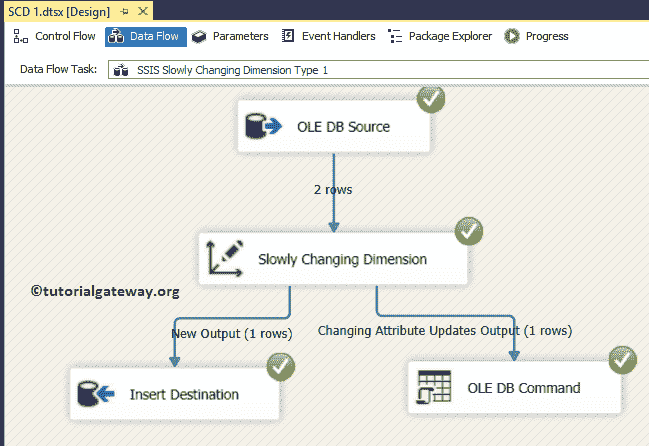 SCD 1.dtsx [Design]
Control Flow Data Flow Parameters Event Handlers Package Explorer Progress
Data Flow Task: SSIS Slowly Changing Dimension Type 1
OLE DB Source
2 rows
Slowly Changing Dimension
©tutorialgateway.org
New Output (1 rows) Changing Attribute Updates Output (1 rows)
Insert Destination OLE DB Command